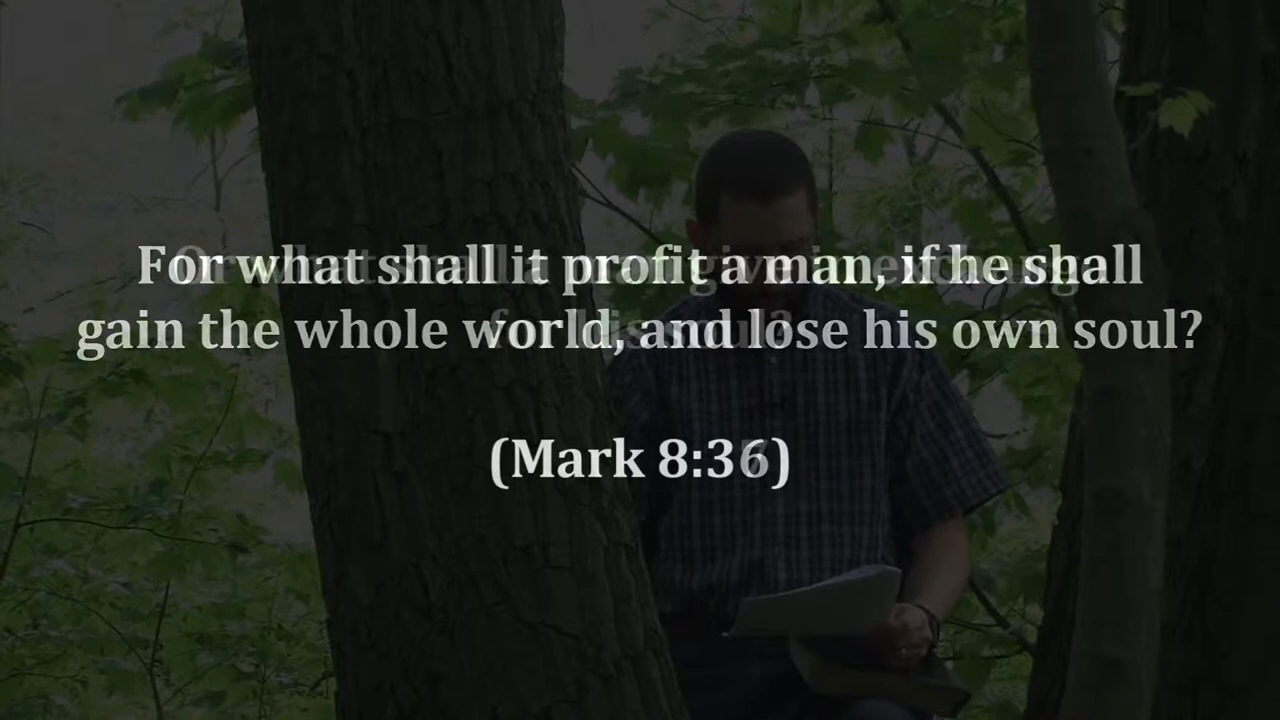 For what shall it profit a man, if he shall
gain the whole world, and lose his own soul?
(Mark 8:36)